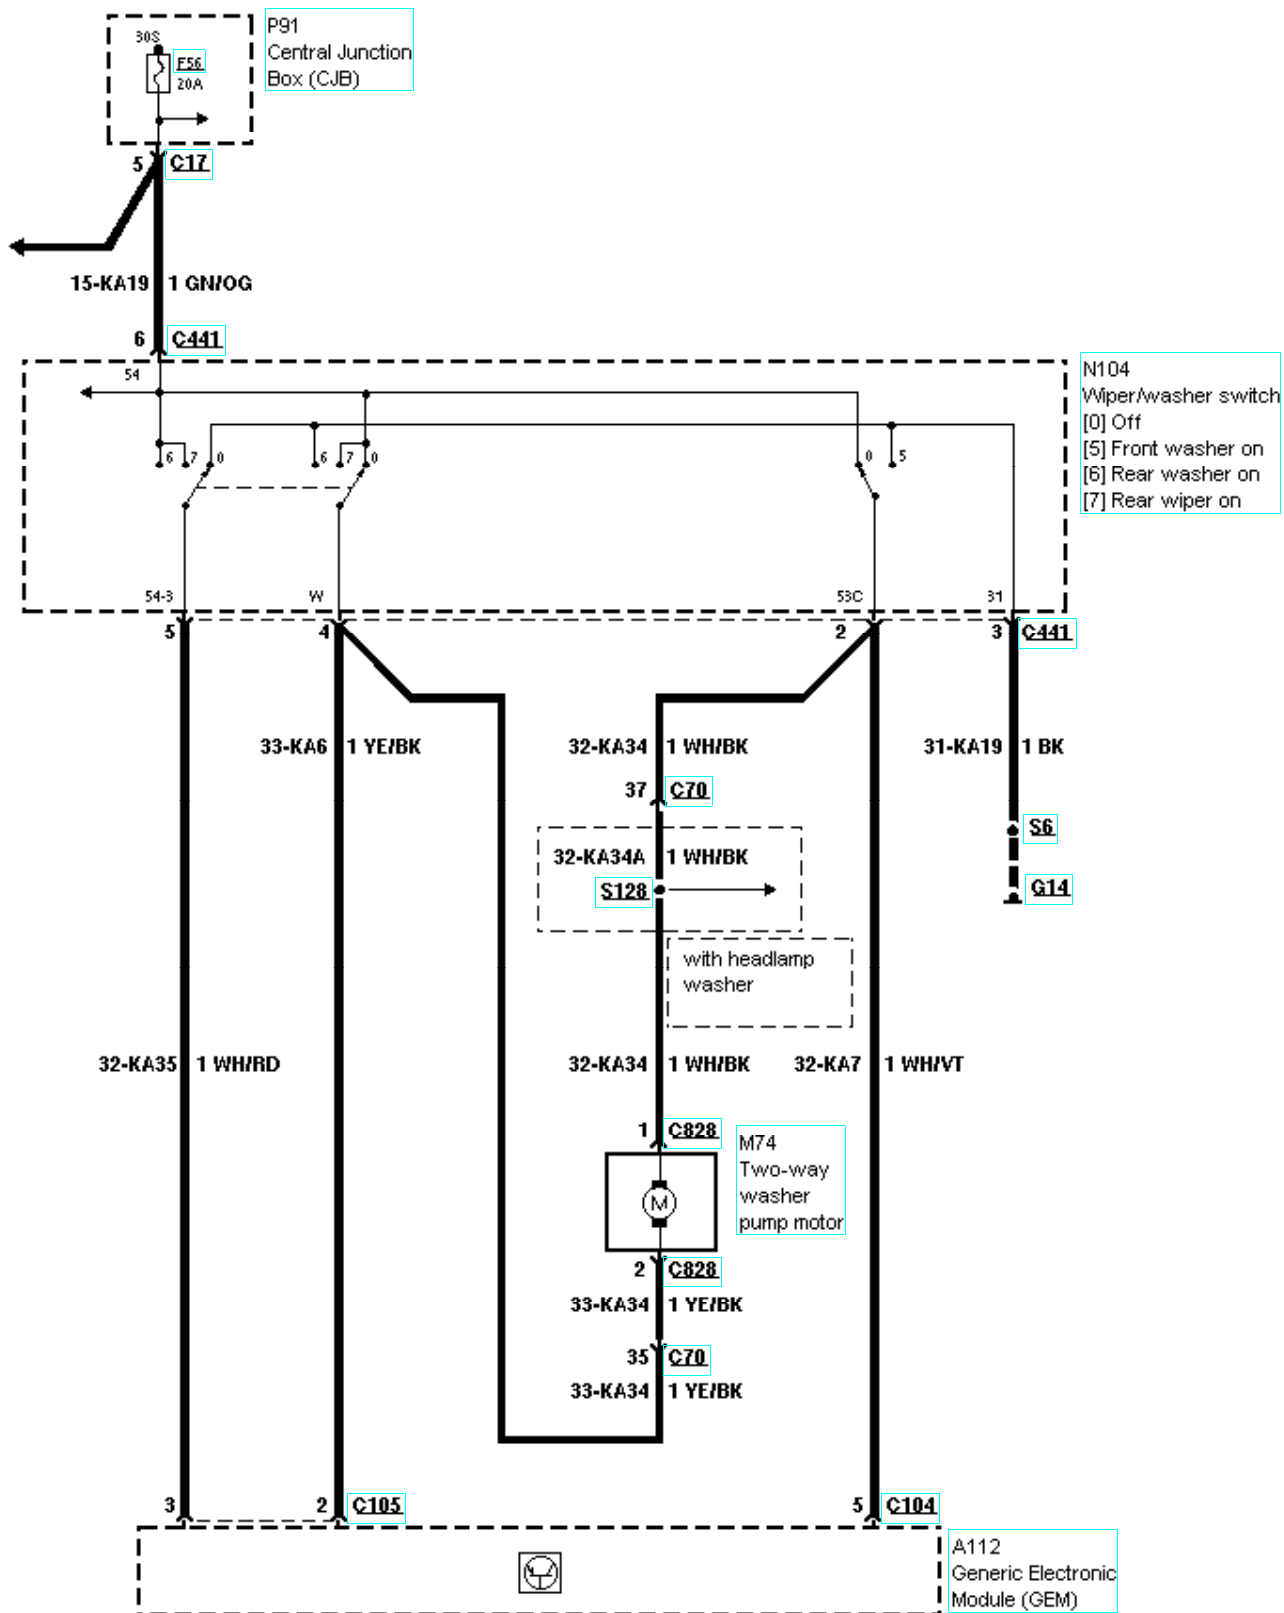 P91
Central Junction
Box (CJB)
30S
F56
20A
5 C17
15-KA19 1 GN/OG
6 C441
54
N104
Wiper/washer switch
[0] Off
[5] Front washer on
[6] Rear washer on
[7] Rear wiper on
6 7 0 6 7 0 0 5
54-3 W 53C 31
5 4 2 3 C441
33-KA6 1 YE/BK 32-KA34 1 WH/BK 31-KA19 1 BK
37 C70
S6
32-KA34A 1 WH/BK
S128
G14
with headlamp
washer
32-KA35 1 WH/RD 32-KA34 1 WH/BK 32-KA7 1 WH/VT
1 C828
M74
Two-way
washer
pump motor
M
2 C828
33-KA34 1 YE/BK
35 C70
33-KA34 1 YE/BK
3 2 C105 5 C104
A112
Generic Electronic
Module (GEM)